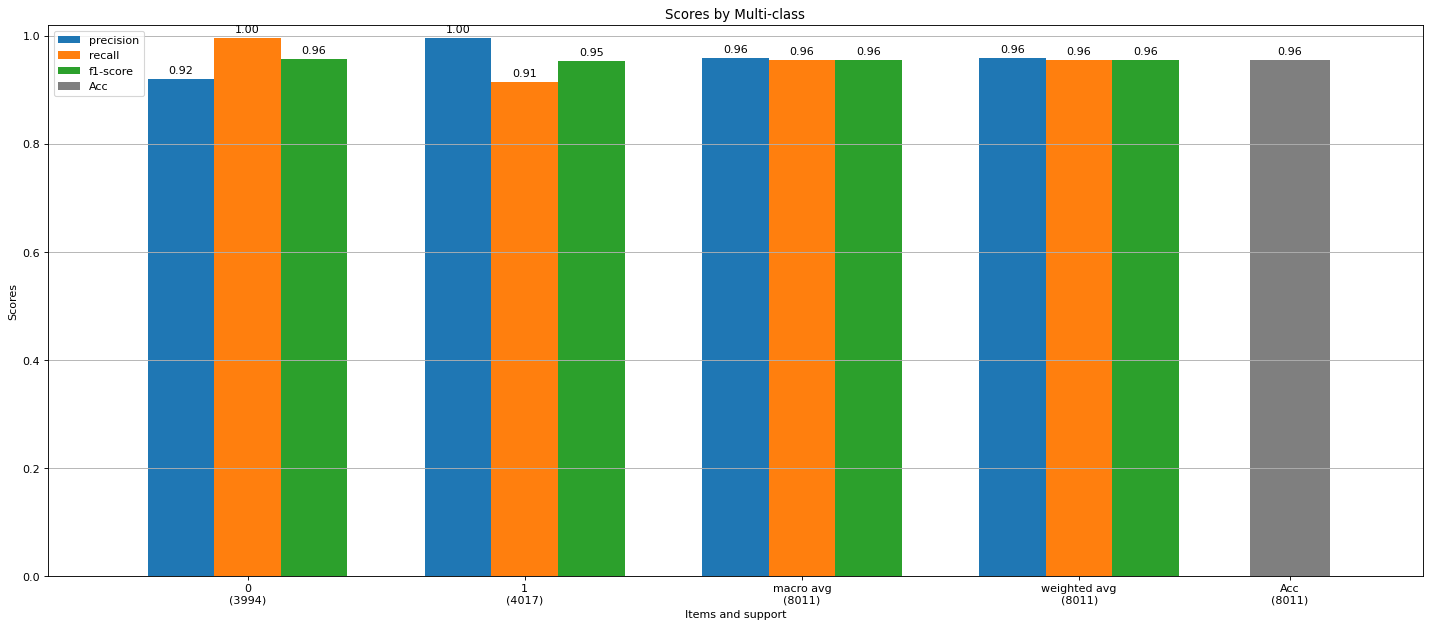 Scores by Multi-class
precision
recall
f1-score
Acc
Scores
1.0
0.8
0.6
0.4
0.2
0.0
0.92
1.00
0.96
1.00
0.91
0.95
0.96
0.96
0.96
0.96
0.96
0.96
0.96
0
(3994)
1
(4017)
macro avg
(8011)
weighted avg
(8011)
Acc
(8011)
Items and support